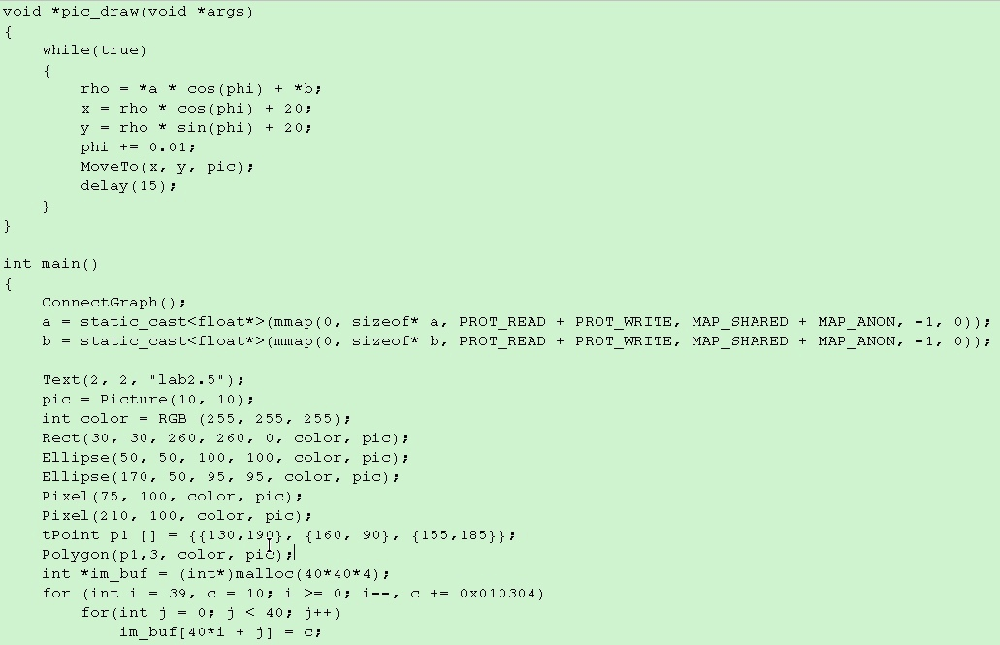 void *pic_draw(void *args)
{
    while(true)
    {
        rho = *a * cos(phi) + *b;
        x = rho * cos(phi) + 20;
        y = rho * sin(phi) + 20;
        phi += 0.01;
        MoveTo(x, y, pic);
        delay(15);
    }
}

int main()
{
    ConnectGraph();
    a = static_cast<float*>(mmap(0, sizeof* a, PROT_READ + PROT_WRITE, MAP_SHARED + MAP_ANON, -1, 0));
    b = static_cast<float*>(mmap(0, sizeof* b, PROT_READ + PROT_WRITE, MAP_SHARED + MAP_ANON, -1, 0));

    Text(2, 2, "lab2.5");
    pic = Picture(10, 10);
    int color = RGB (255, 255, 255);
    Rect(30, 30, 260, 260, 0, color, pic);
    Ellipse(50, 50, 100, 100, color, pic);
    Ellipse(170, 50, 95, 95, color, pic);
    Pixel(75, 100, color, pic);
    Pixel(210, 100, color, pic);
    tPoint p1 [] = {{130,190}, {160, 90}, {155,185}};
    Polygon(p1,3, color, pic);
    int *im_buf = (int*)malloc(40*40*4);
    for (int i = 39, c = 10; i >= 0; i--, c += 0x010304)
        for(int j = 0; j < 40; j++)
            im_buf[40*i + j] = c;